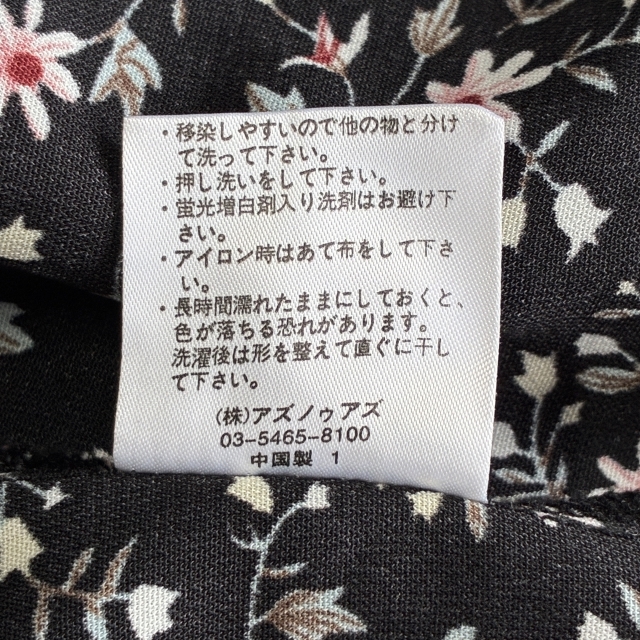 ・移染しやすいので他の物と分け
て洗って下さい。
・押し洗いをして下さい。
・蛍光増白剤入り洗剤はお避け下
さい。
・アイロン時はあて布をして下さ
い。
・長時間濡れたままにしておくと、
色が落ちる恐れがあります。
洗濯後は形を整えて直ぐに干し
て下さい。
(株)アズノゥアズ
03-5465-8100
中国製 1